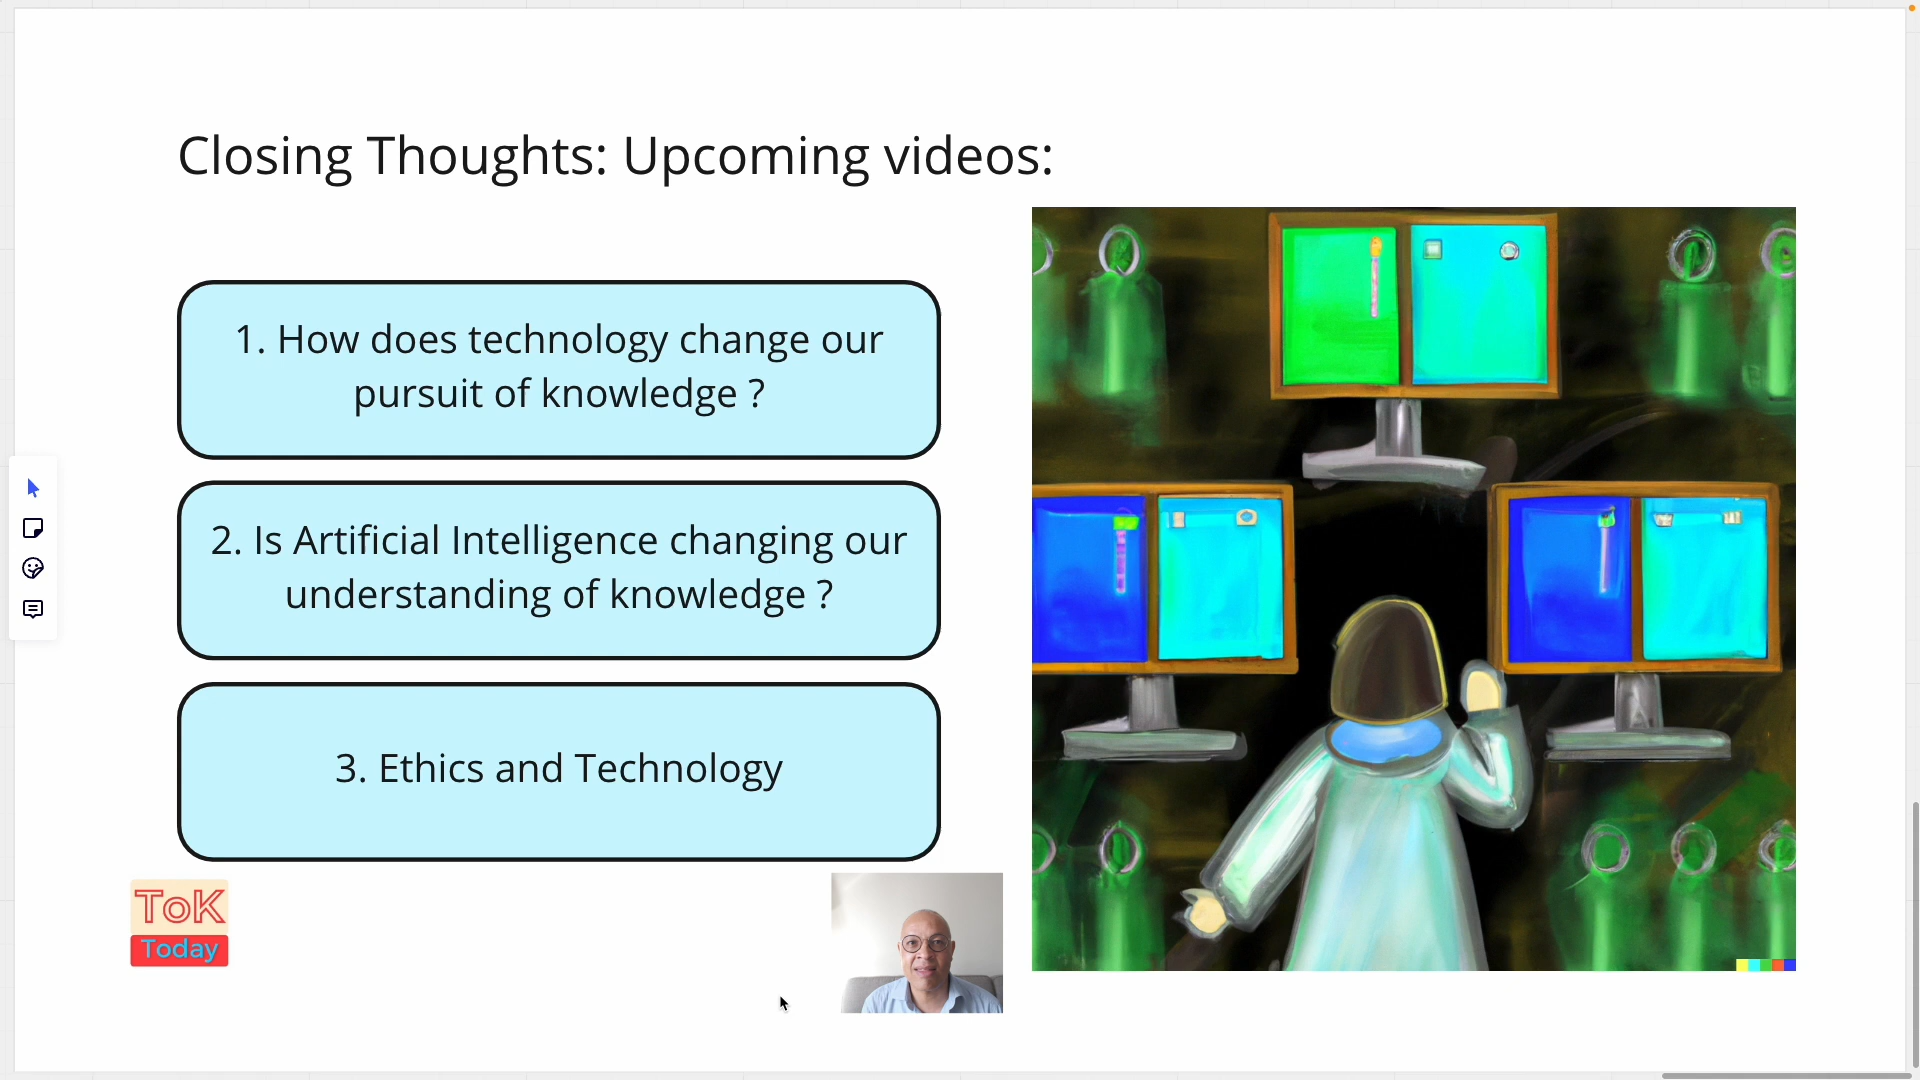 Closing Thoughts: Upcoming videos:
1. How does technology change our
pursuit of knowledge ?
2. Is Artificial Intelligence changing our
understanding of knowledge ?
3. Ethics and Technology
ToK
Today